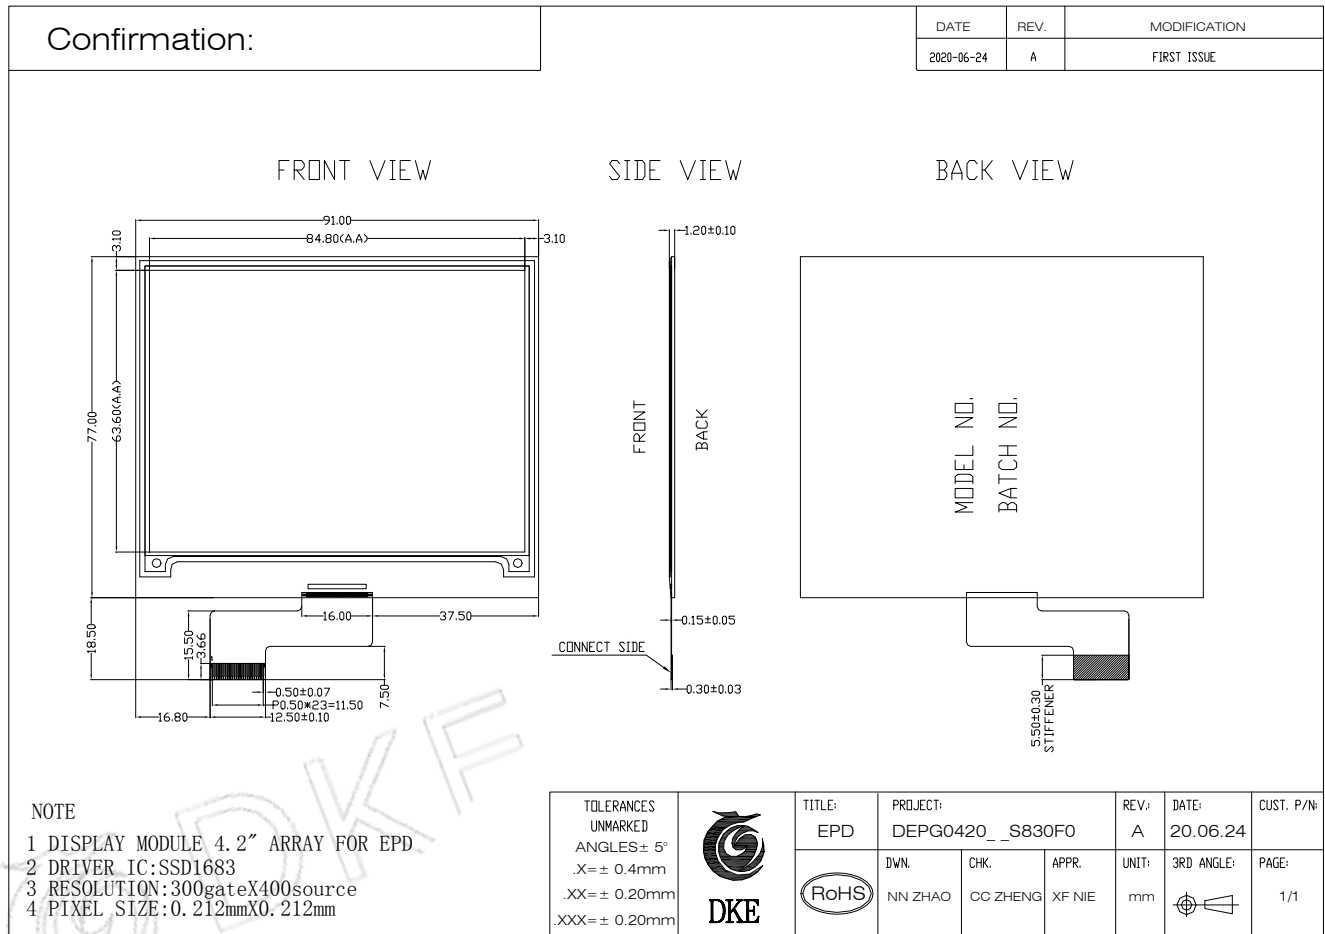 Confirmation:
DATE REV. MODIFICATION
2020-06-24 A FIRST ISSUE
FRONT VIEW SIDE VIEW BACK VIEW
91.00
84.80(A.A)
3.10
3.10
77.00
63.60(A.A)
18.50
15.50
3.66
16.00
37.50
0.50±0.07
P0.50*23=11.50
12.50±0.10
16.80
7.50
1.20±0.10
FRONT
BACK
0.15±0.05
CONNECT SIDE
0.30±0.03
MODEL NO.
BATCH NO.
5.50±0.30
STIFFENER
DKE
NOTE
1 DISPLAY MODULE 4.2″ ARRAY FOR EPD
2 DRIVER IC:SSD1683
3 RESOLUTION:300gateX400source
4 PIXEL SIZE:0.212mmX0.212mm
TOLERANCES
UNMARKED
ANGLES± 5°
.X=± 0.4mm
.XX=± 0.20mm
.XXX=± 0.20mm
DKE
TITLE:
EPD
RoHS
PROJECT:
DEPG0420_ _S830F0
REV.:
A
DATE:
20.06.24
CUST. P/N:
DWN.
NN ZHAO
CHK.
CC ZHENG
APPR.
XF NIE
UNIT:
mm
3RD ANGLE:
PAGE:
1/1